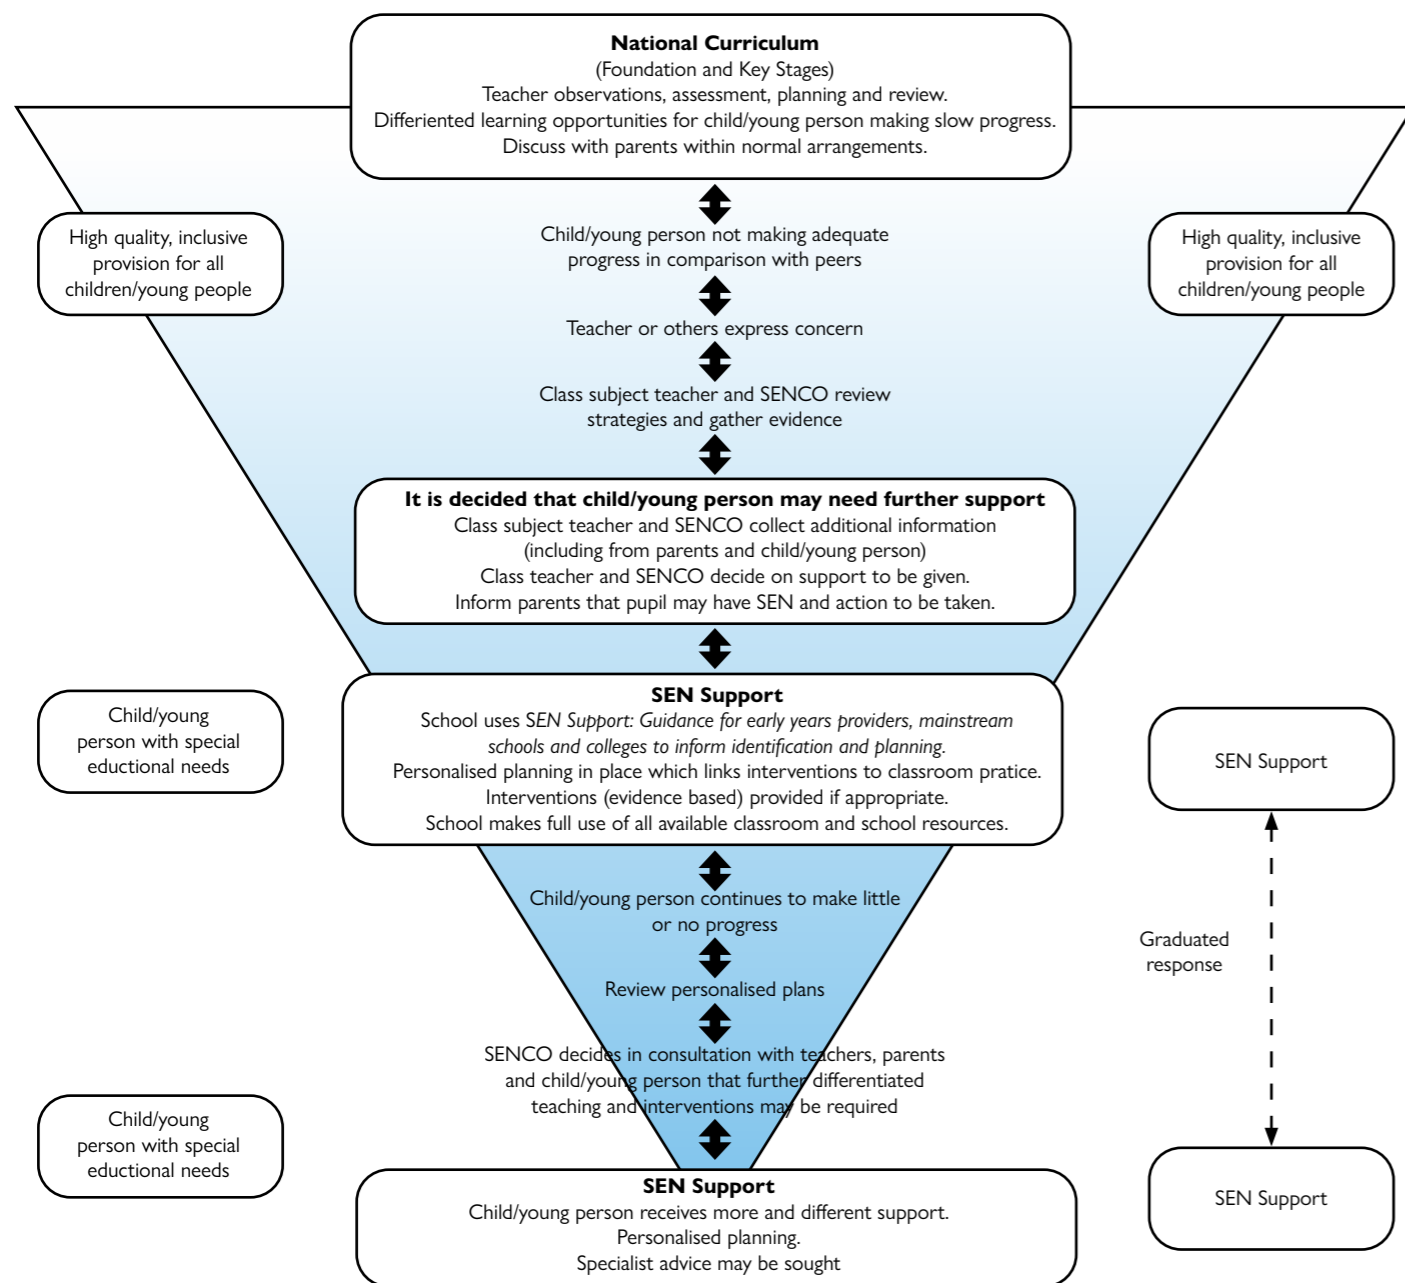 National Curriculum
(Foundation and Key Stages)
Teacher observations, assessment, planning and review.
Differiented learning opportunities for child/young person making slow progress.
Discuss with parents within normal arrangements.
High quality, inclusive
provision for all
children/young people
High quality, inclusive
provision for all
children/young people
Child/young person not making adequate
progress in comparison with peers
Teacher or others express concern
Class subject teacher and SENCO review
strategies and gather evidence
It is decided that child/young person may need further support
Class subject teacher and SENCO collect additional information
(including from parents and child/young person)
Class teacher and SENCO decide on support to be given.
Inform parents that pupil may have SEN and action to be taken.
Child/young
person with special
eductional needs
SEN Support
School uses SEN Support: Guidance for early years providers, mainstream
schools and colleges to inform identification and planning.
Personalised planning in place which links interventions to classroom pratice.
Interventions (evidence based) provided if appropriate.
School makes full use of all available classroom and school resources.
SEN Support
Child/young person continues to make little
or no progress
Review personalised plans
Graduated
response
SENCO decides in consultation with teachers, parents
and child/young person that further differentiated
teaching and interventions may be required
Child/young
person with special
eductional needs
SEN Support
Child/young person receives more and different support.
Personalised planning.
Specialist advice may be sought
SEN Support